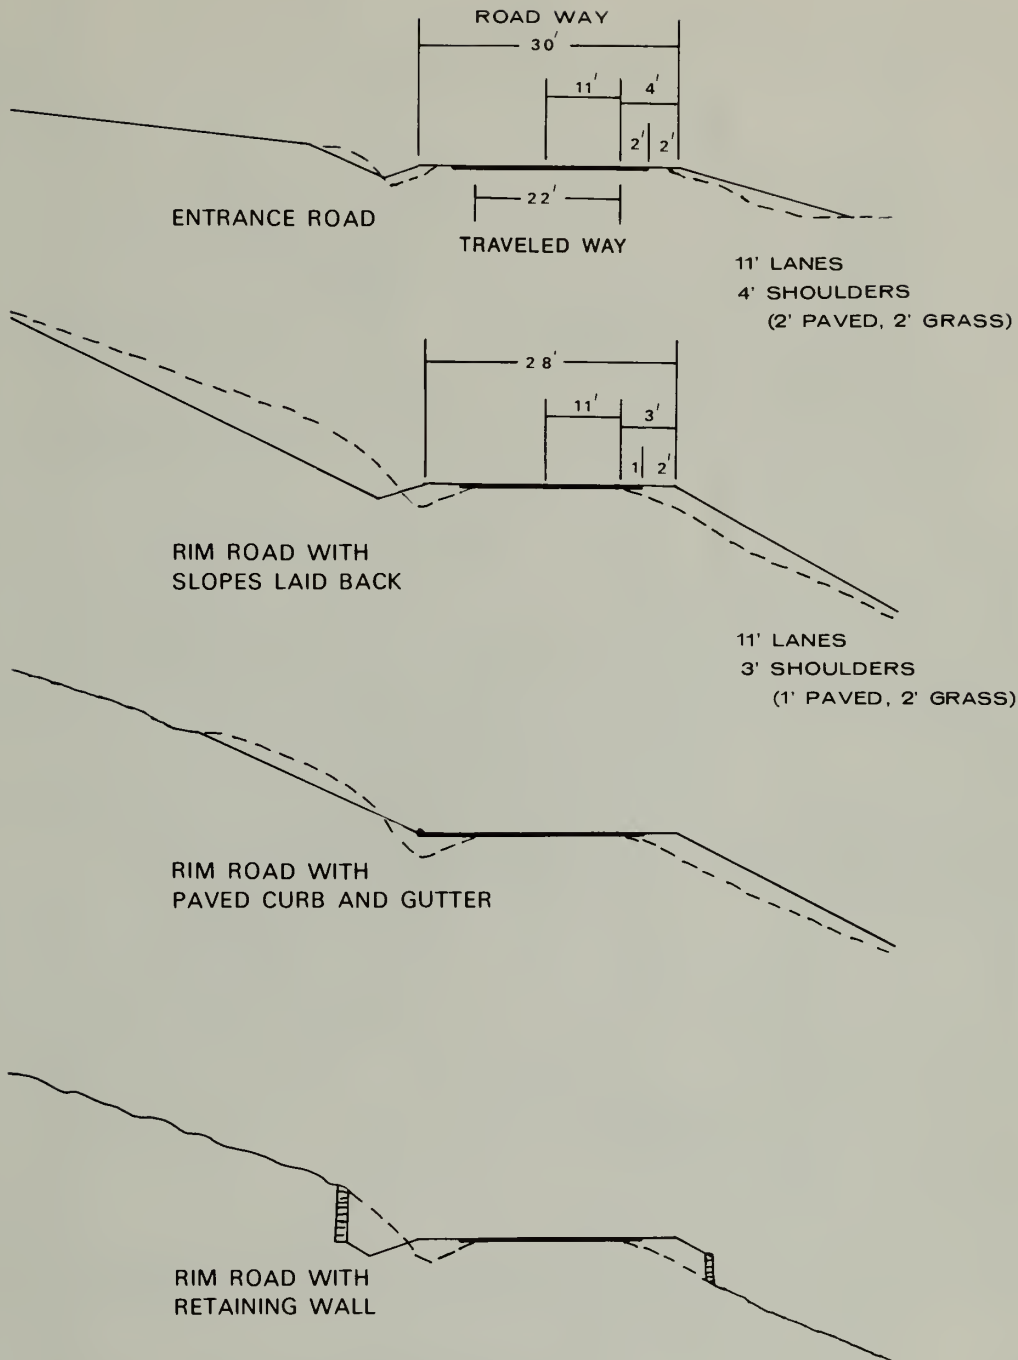 ROAD WAY
30'
11' 4'
2' 2'
22'
ENTRANCE ROAD
TRAVELED WAY
11' LANES
4' SHOULDERS
(2' PAVED, 2' GRASS)
28'
11' 3'
1 2'
RIM ROAD WITH
SLOPES LAID BACK
11' LANES
3' SHOULDERS
(1' PAVED, 2' GRASS)
RIM ROAD WITH
PAVED CURB AND GUTTER
RIM ROAD WITH
RETAINING WALL